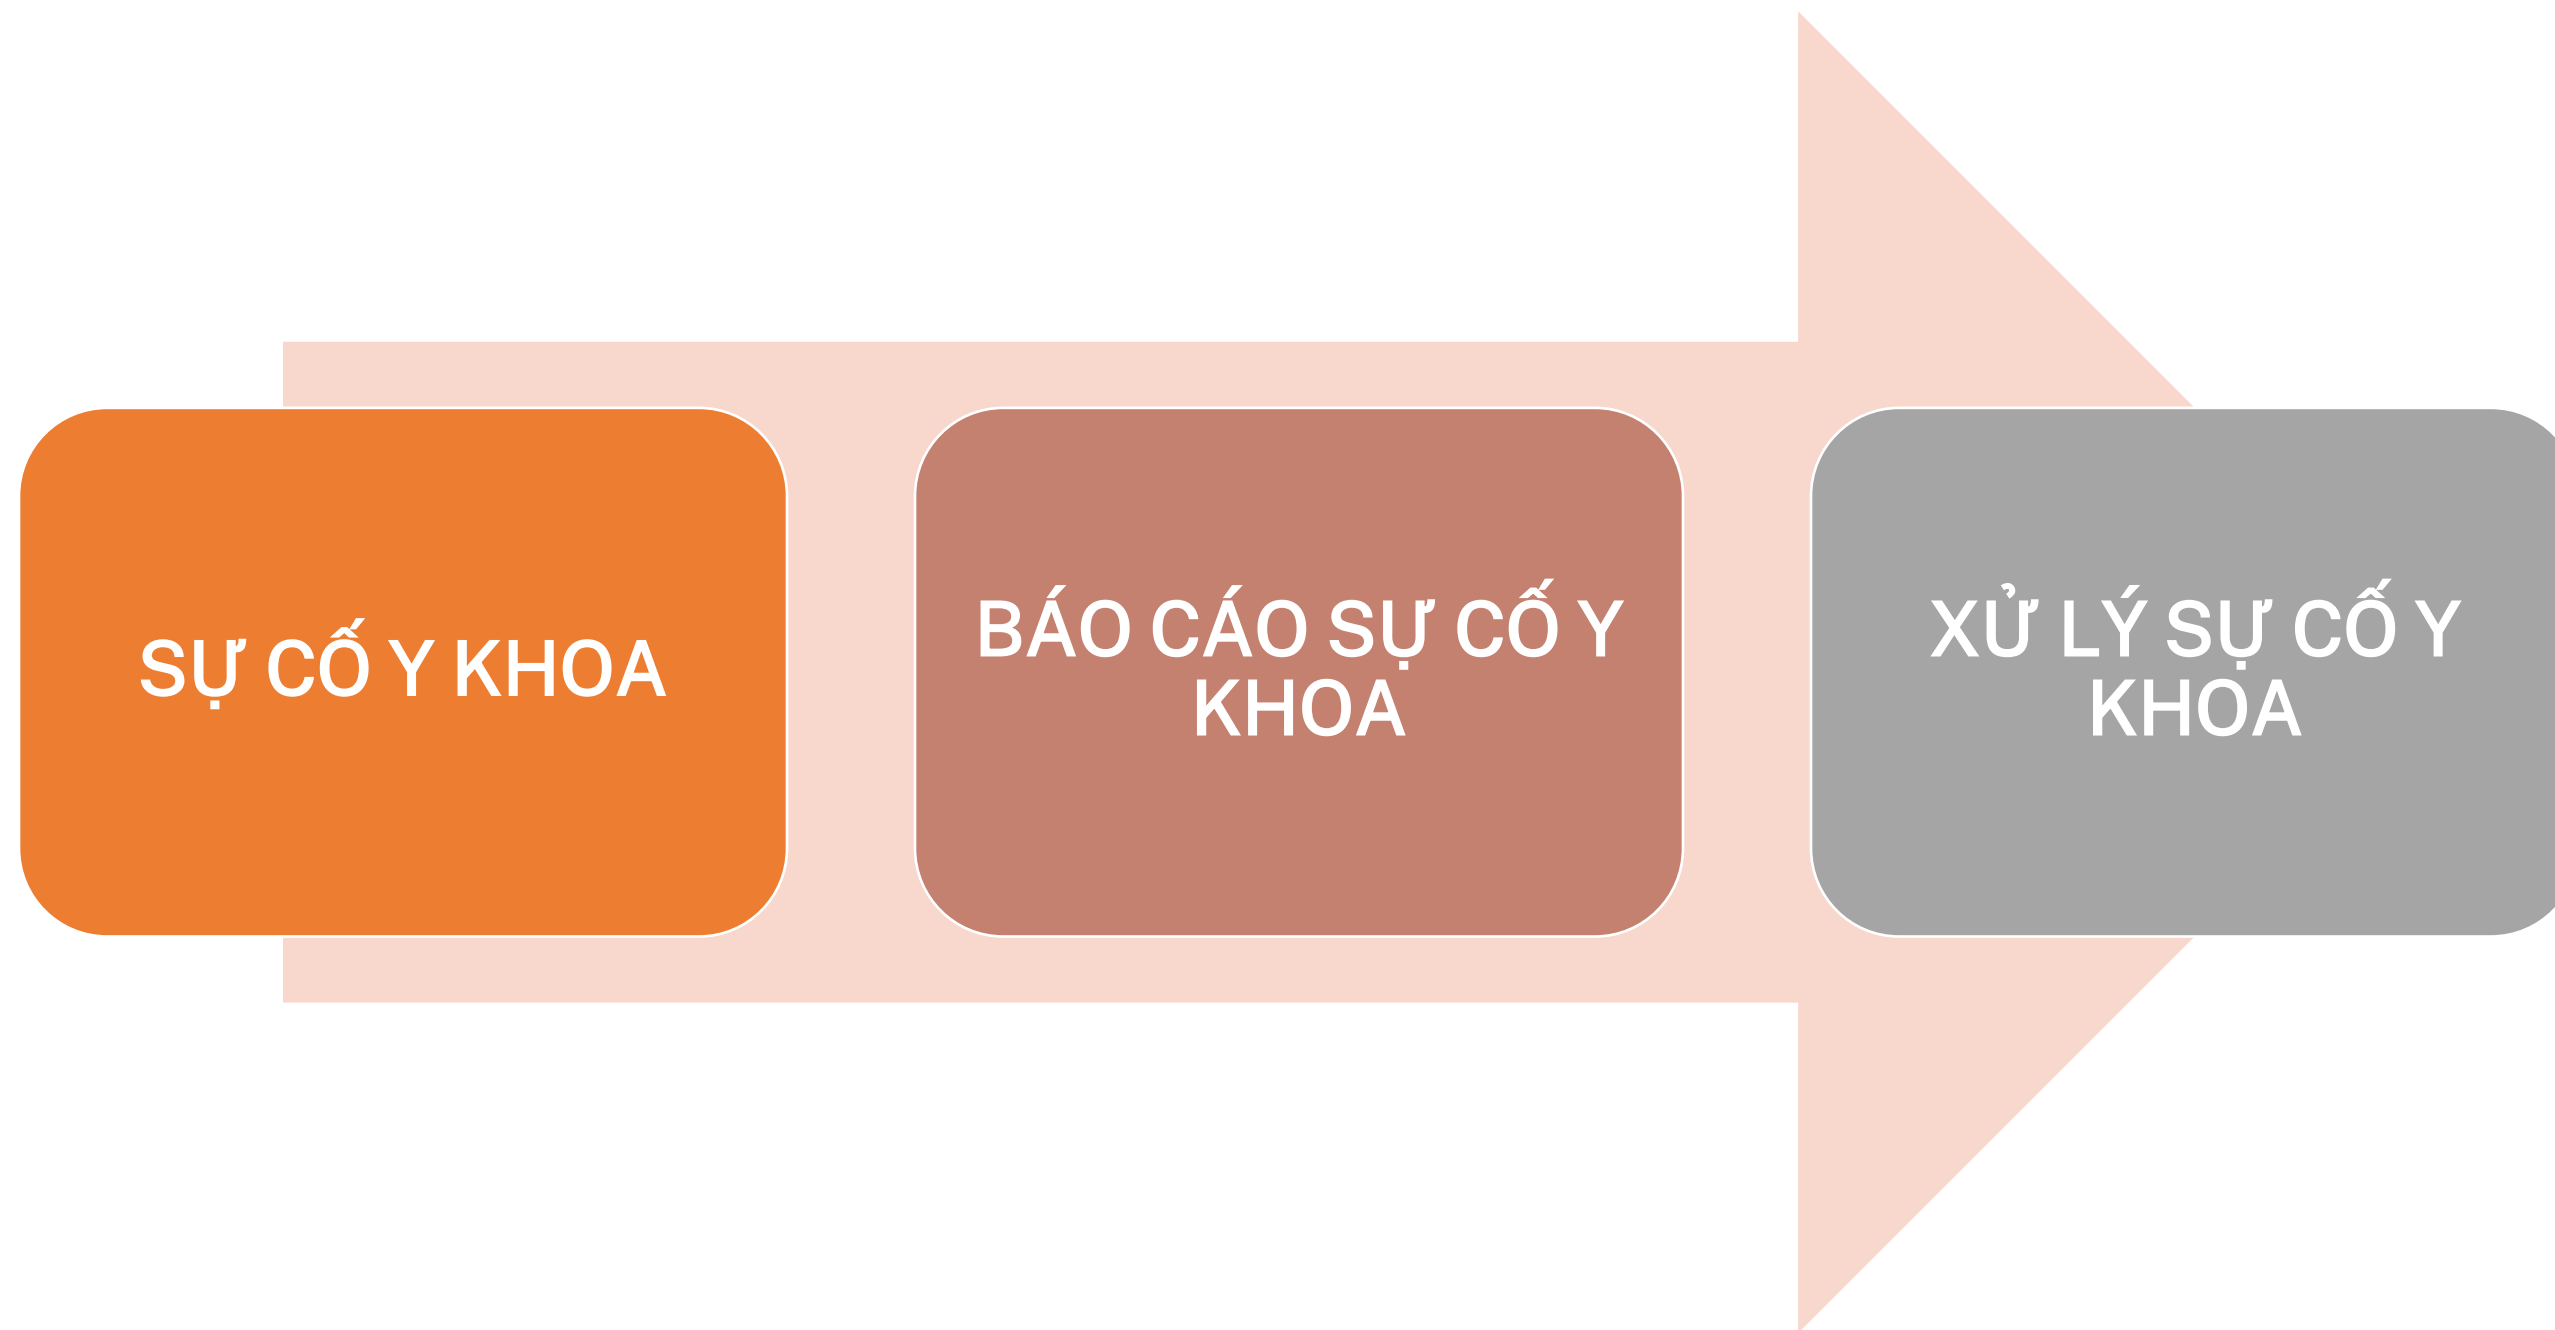 SỰ CỐ Y KHOA
BÁO CÁO SỰ CỐ Y
KHOA
XỬ LÝ SỰ CỐ Y
KHOA